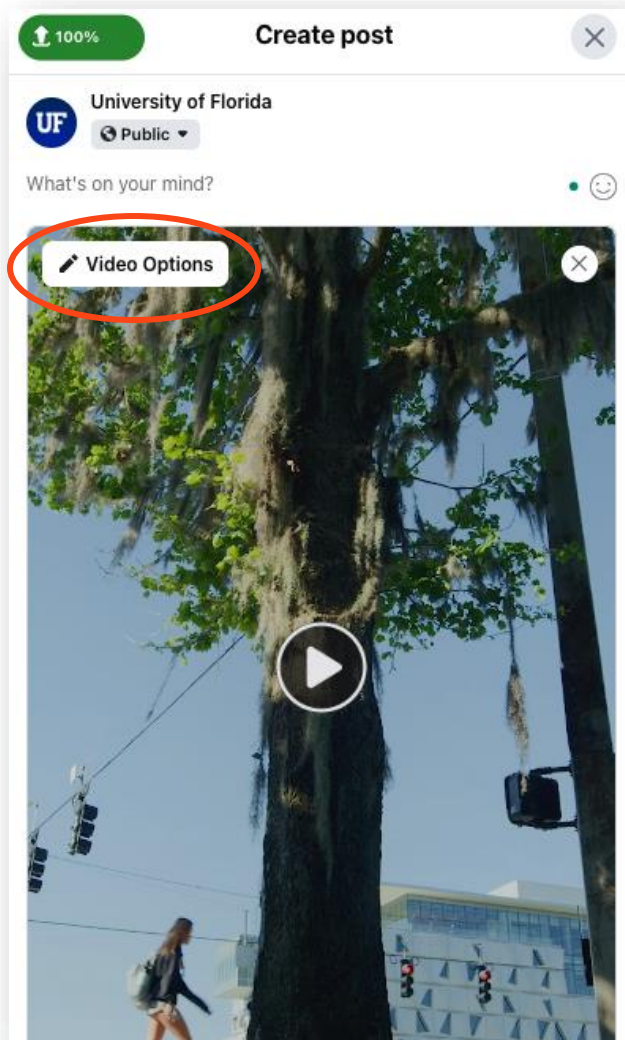 100%
Create post
UF
University of Florida
Public
What's on your mind?
Video Options